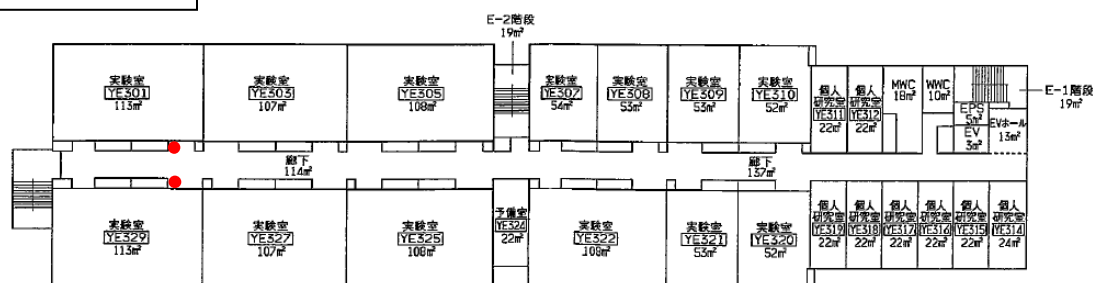 E-2階段
19㎡
実験室
YE301
113㎡
実験室
YE303
107㎡
実験室
YE305
108㎡
実験室
YE307
54㎡
実験室
YE308
53㎡
実験室
YE309
53㎡
実験室
YE310
52㎡
個人
研究室
YE311
22㎡
個人
研究室
YE312
22㎡
MWC
18㎡
WWC
10㎡
E-1階段
19㎡
EPS
5㎡
EV
3㎡
EVホール
13㎡
廊下
114㎡
廊下
137㎡
実験室
YE329
113㎡
実験室
YE327
107㎡
実験室
YE325
108㎡
予備室
YE324
22㎡
実験室
YE322
108㎡
実験室
YE321
53㎡
実験室
YE320
52㎡
個人
研究室
YE319
22㎡
個人
研究室
YE318
22㎡
個人
研究室
YE317
22㎡
個人
研究室
YE316
22㎡
個人
研究室
YE315
22㎡
個人
研究室
YE314
24㎡